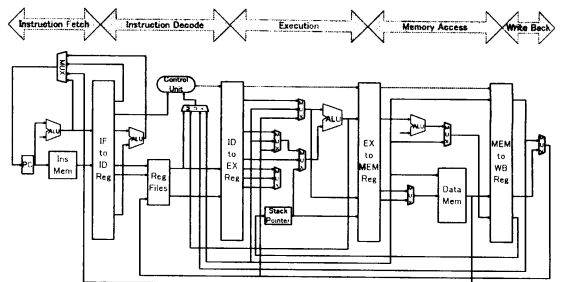 Instruction Fetch
Instruction Decode
Execution
Memory Access
Write Back
MUX
Control
Unit
ALU
ALU
PC
Ins
Mem
IF
to
ID
Reg
Reg
Files
ID
to
EX
Reg
ALU
Stack
Pointer
EX
to
MEM
Reg
ALU
Data
Mem
MEM
to
WB
Reg